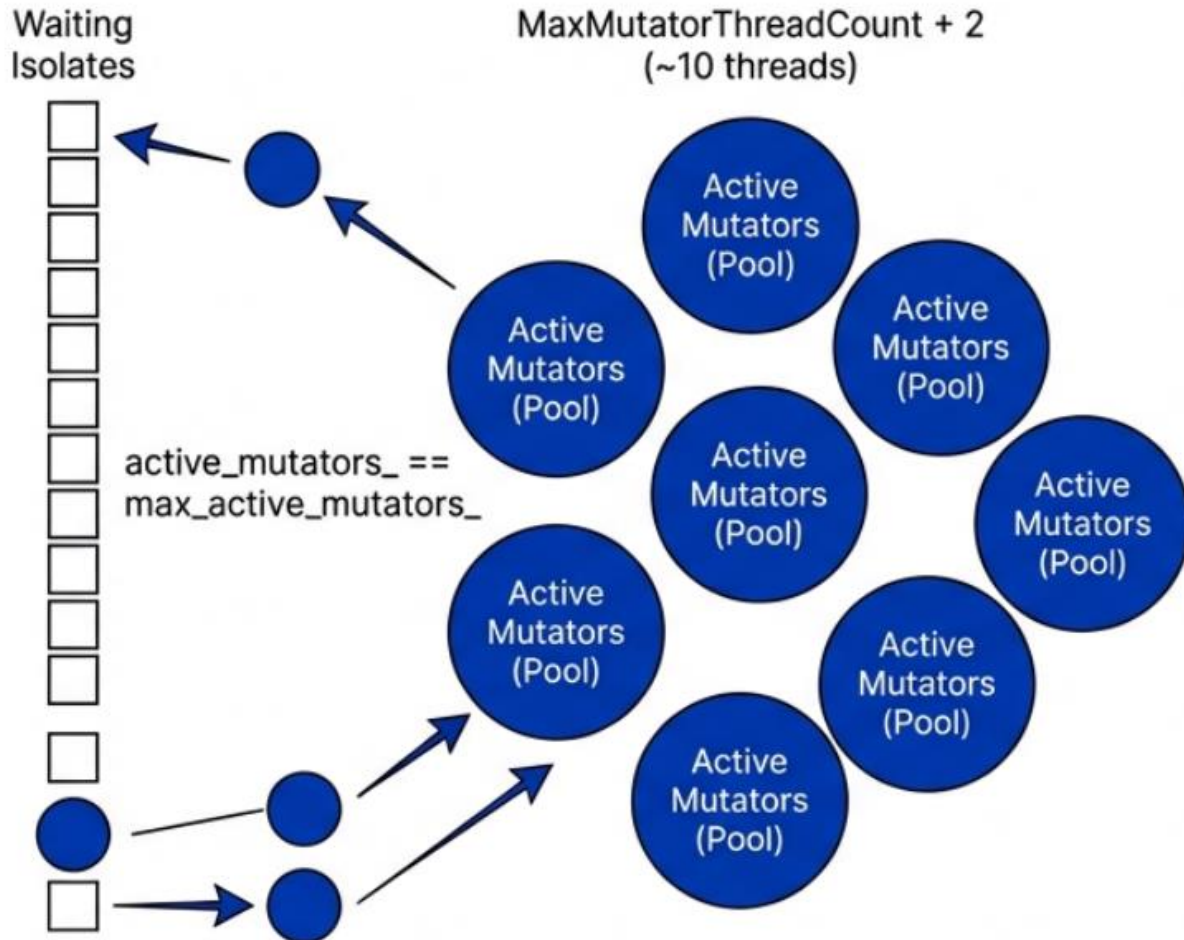 Waiting
Isolates
MaxMutatorThreadCount + 2
(~10 threads)
Active
Mutators
(Pool)
Active
Mutators
(Pool)
Active
Mutators
(Pool)
Active
Mutators
(Pool)
active_mutators_ ==
max_active_mutators_
Active
Mutators
(Pool)
Active
Mutators
(Pool)
Active
Mutators
(Pool)
Active
Mutators
(Pool)